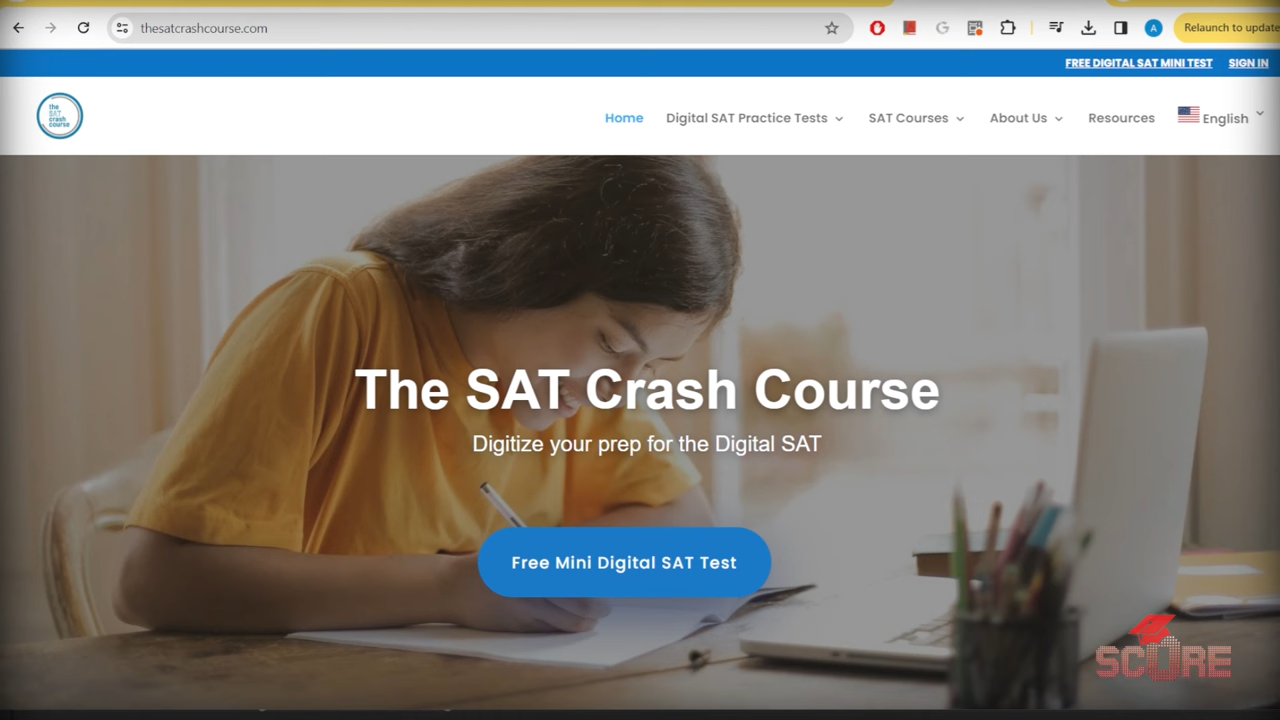 thesatcrashcourse.com
Relaunch to update
FREE DIGITAL SAT MINI TEST SIGN IN
the
SAT
crash
course
Home Digital SAT Practice Tests SAT Courses About Us Resources English
The SAT Crash Course
Digitize your prep for the Digital SAT
Free Mini Digital SAT Test
SCORE